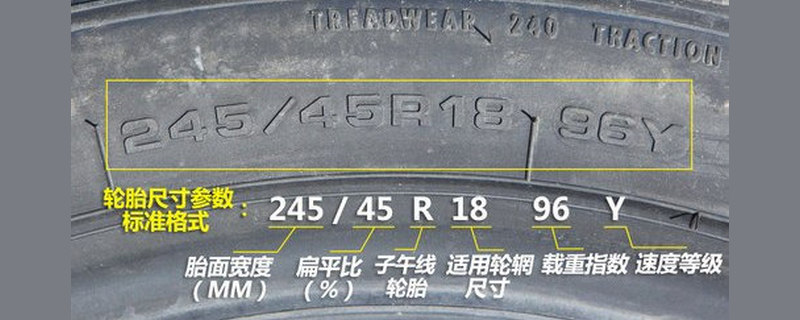 TREADWEAR 240 TRACTION
245/45R18 96Y
轮胎尺寸参数
标准格式 :
245 / 45 R 18 96 Y
胎面宽度 扁平比 子午线 适用轮辋 载重指数 速度等级
(MM) (%) 轮胎 尺寸